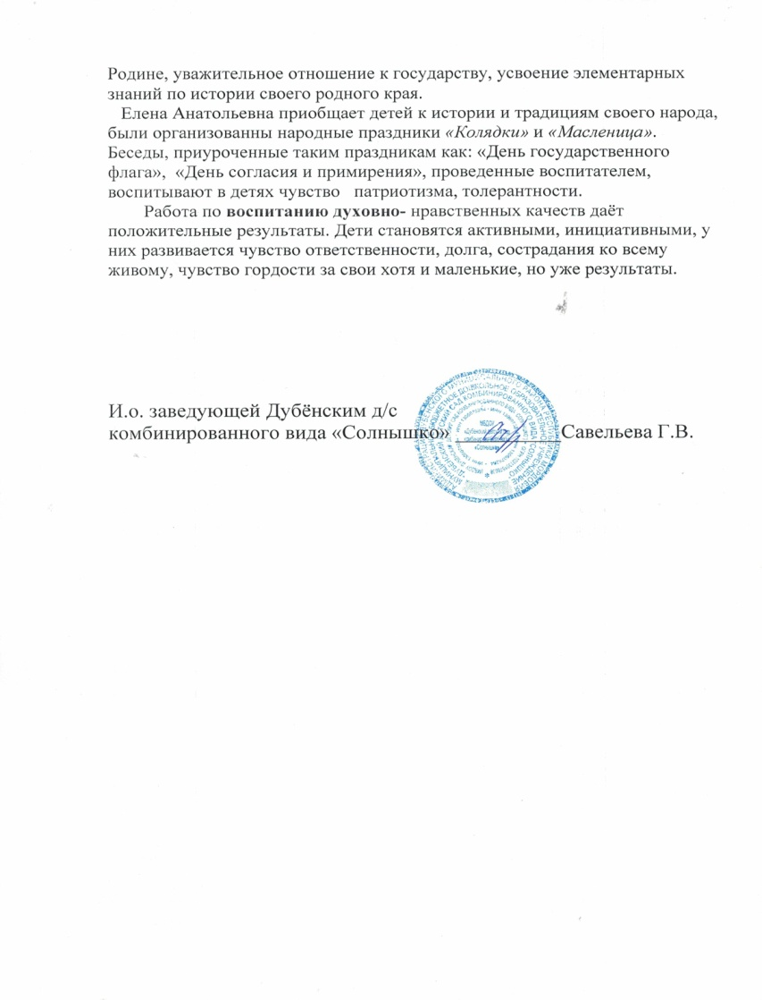 Родине, уважительное отношение к государству, усвоение элементарных
знаний по истории своего родного края.
Елена Анатольевна приобщает детей к истории и традициям своего народа,
были организованны народные праздники «Колядки» и «Масленица».
Беседы, приуроченные таким праздникам как: «День государственного
флага», «День согласия и примирения», проведенные воспитателем,
воспитывают в детях чувство патриотизма, толерантности.
Работа по воспитанию духовно- нравственных качеств даёт
положительные результаты. Дети становятся активными, инициативными, у
них развивается чувство ответственности, долга, сострадания ко всему
живому, чувство гордости за свои хотя и маленькие, но уже результаты.
И.о. заведующей Дубёнским д/с
комбинированного вида «Солнышко» ___________Савельева Г.В.